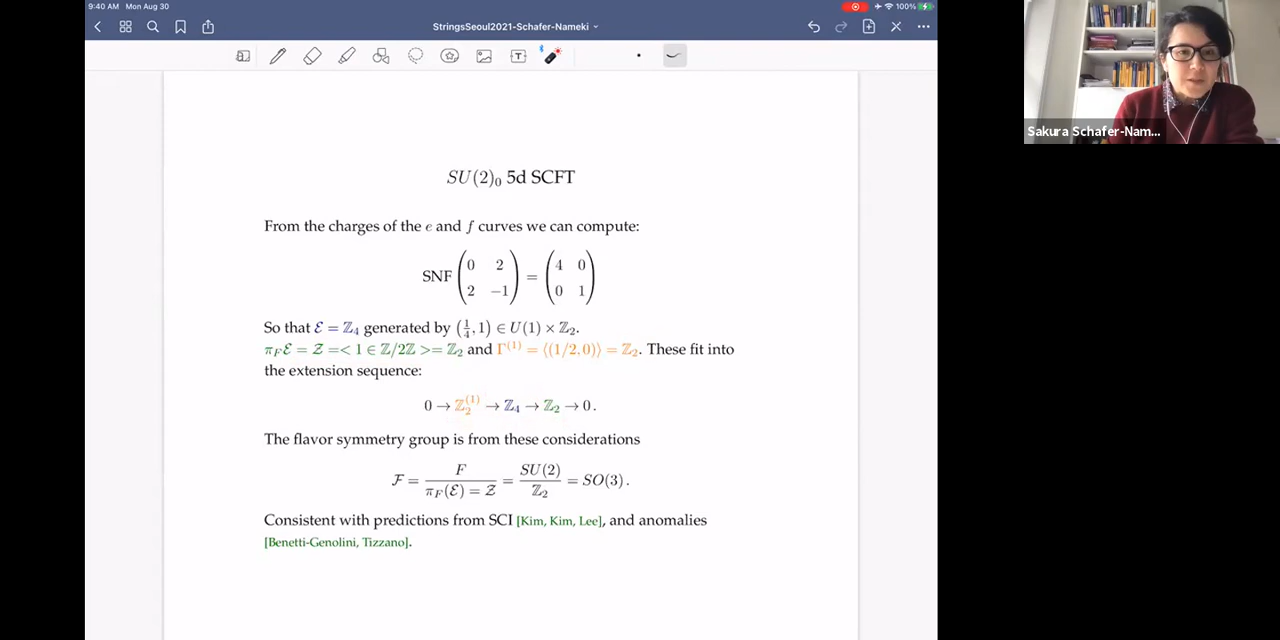 9:40 AM Mon Aug 30
100%
StringsSeoul2021-Schafer-Nameki
Sakura Schafer-Nam...
SU(2)₀ 5d SCFT
From the charges of the e and f curves we can compute:
SNF ( 0 2 ; 2 −1 ) = ( 4 0 ; 0 1 )
So that ℰ = ℤ₄ generated by (1/4, 1) ∈ U(1) × ℤ₂.
π_F ℰ = 𝒵 =< 1 ∈ ℤ/2ℤ >= ℤ₂ and Γ⁽¹⁾ = ⟨(1/2.0)⟩ = ℤ₂. These fit into
the extension sequence:
0 → ℤ₂⁽¹⁾ → ℤ₄ → ℤ₂ → 0 .
The flavor symmetry group is from these considerations
ℱ = F / π_F(ℰ) = 𝒵 = SU(2) / ℤ₂ = SO(3) .
Consistent with predictions from SCI [Kim, Kim, Lee], and anomalies
[Benetti-Genolini, Tizzano].